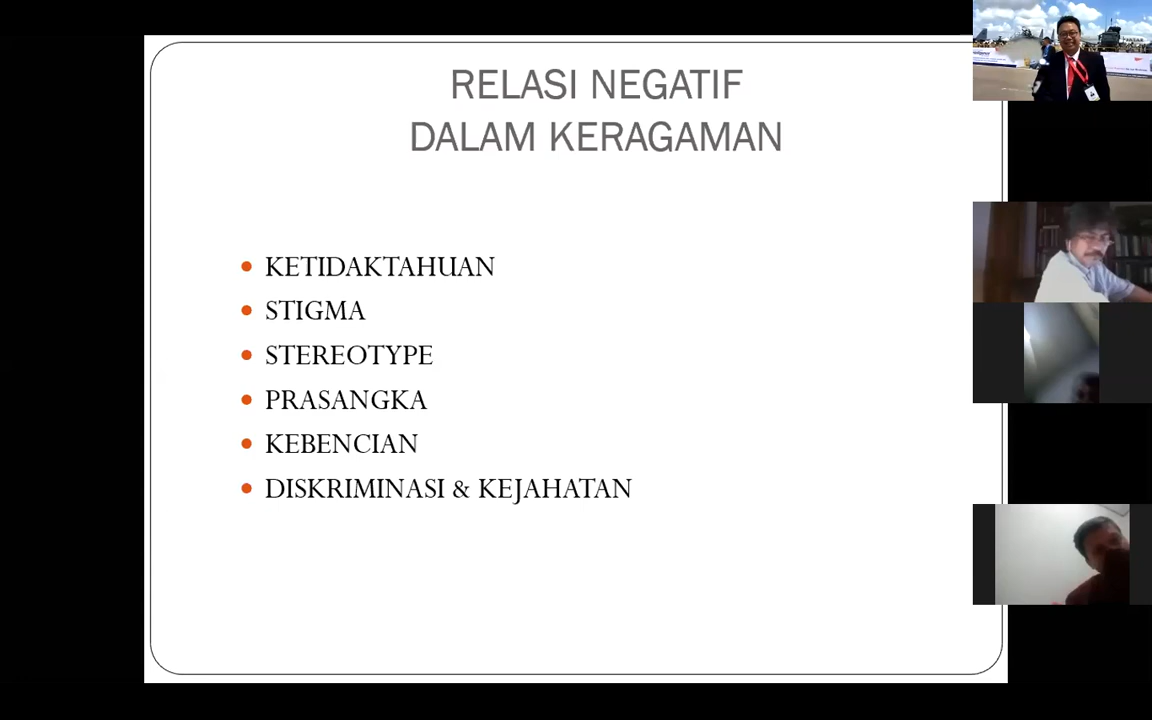 RELASI NEGATIF
DALAM KERAGAMAN
• KETIDAKTAHUAN
• STIGMA
• STEREOTYPE
• PRASANGKA
• KEBENCIAN
• DISKRIMINASI & KEJAHATAN